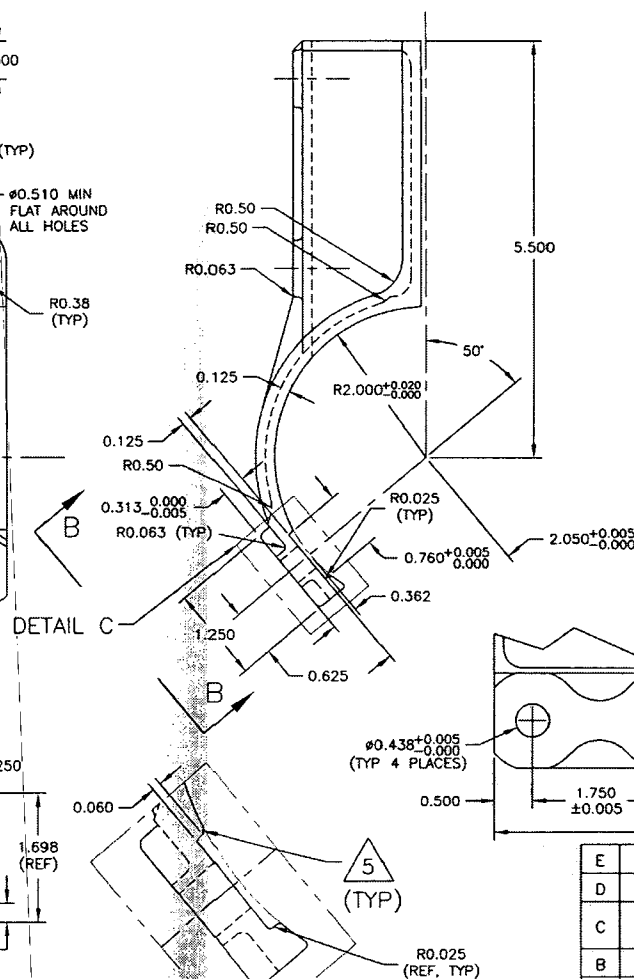 (TYP)
ø0.510 MIN
FLAT AROUND
ALL HOLES
R0.38
(TYP)
R0.50
R0.50
R0.063
5.500
50°
0.125
R2.000+0.020
-0.000
0.125
R0.50
0.313 0.000
-0.005
R0.063 (TYP)
R0.025
(TYP)
0.760+0.005
0.000
2.050+0.005
-0.000
0.362
B
DETAIL C
1.250
0.625
B
ø0.438+0.005
-0.000
(TYP 4 PLACES)
0.500
1.750
±0.005
0.060
1.698
(REF)
5
(TYP)
R0.025
(REF, TYP)
E
D
C
B